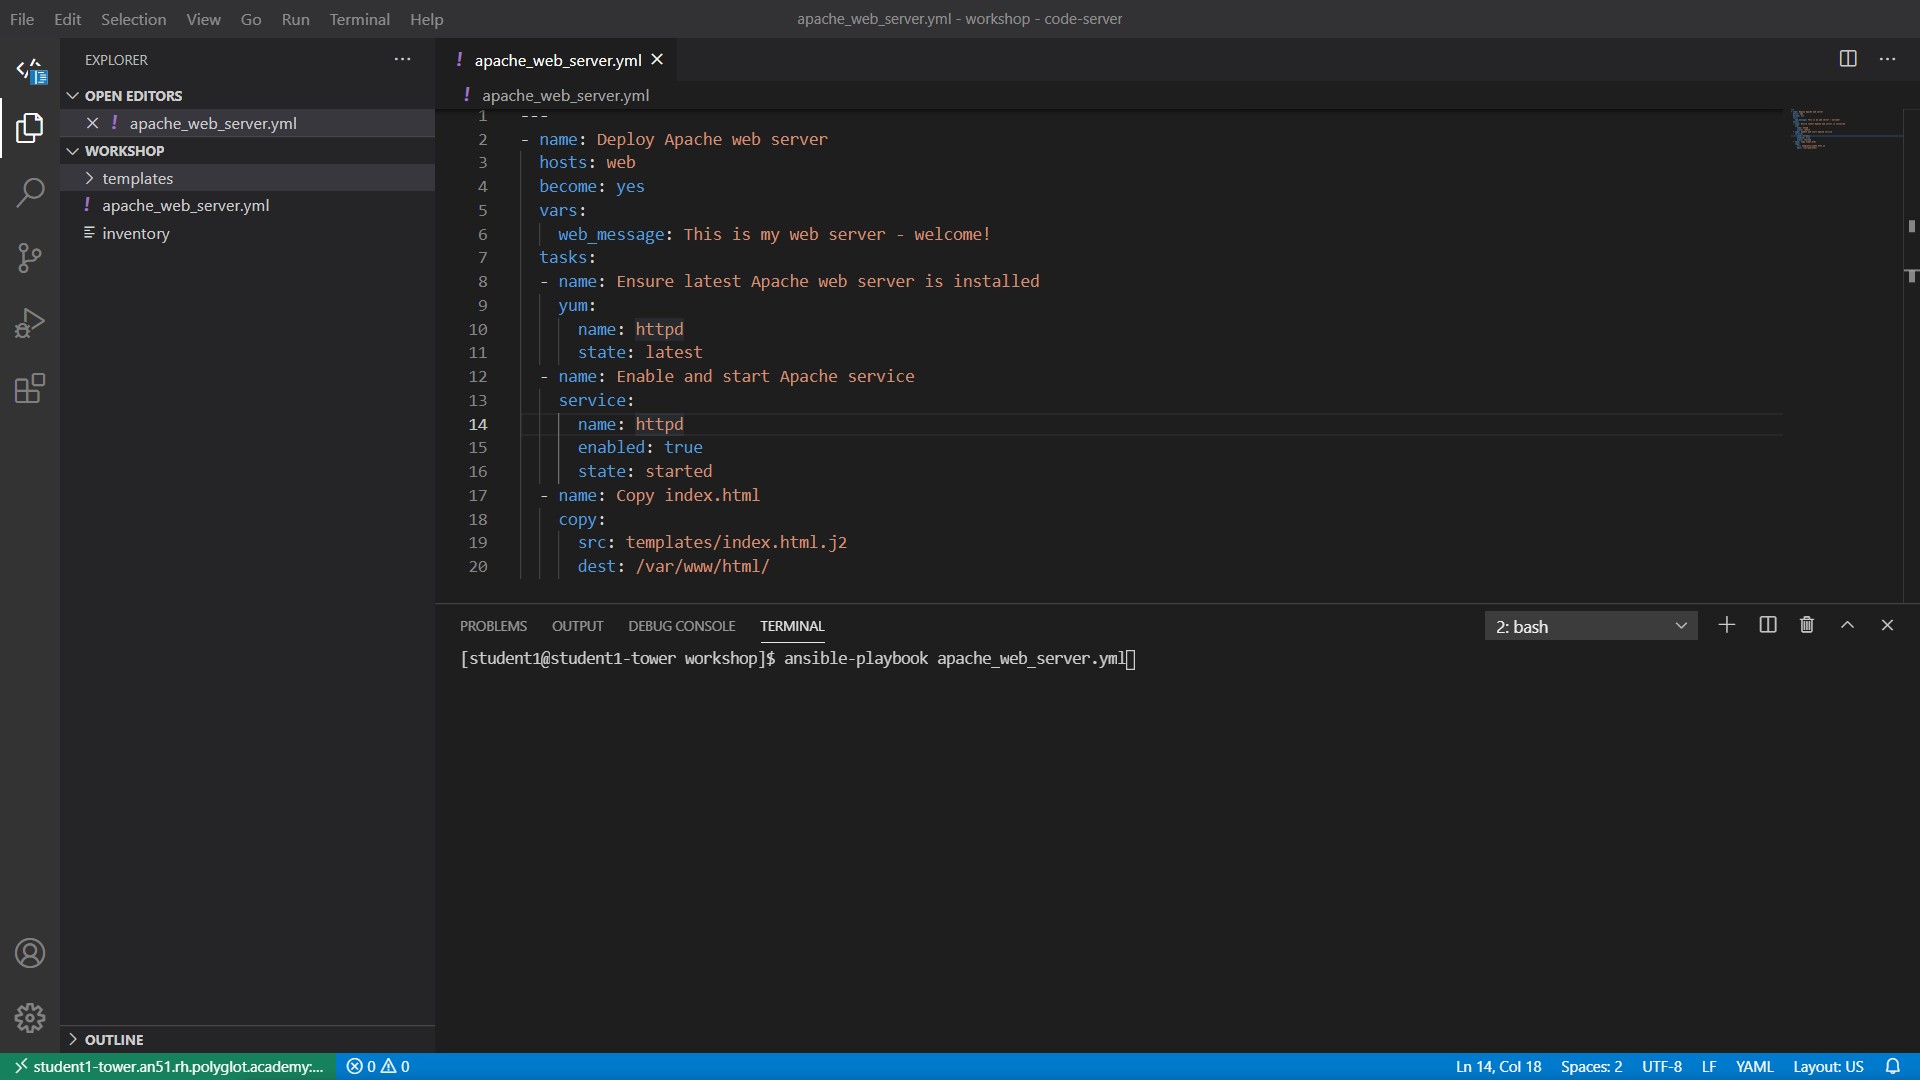 File Edit Selection View Go Run Terminal Help
apache_web_server.yml - workshop - code-server
EXPLORER
OPEN EDITORS
! apache_web_server.yml
WORKSHOP
templates
! apache_web_server.yml
inventory
OUTLINE
! apache_web_server.yml
! apache_web_server.yml
1 ---
2 - name: Deploy Apache web server
3 hosts: web
4 become: yes
5 vars:
6 web_message: This is my web server - welcome!
7 tasks:
8 - name: Ensure latest Apache web server is installed
9 yum:
10 name: httpd
11 state: latest
12 - name: Enable and start Apache service
13 service:
14 name: httpd
15 enabled: true
16 state: started
17 - name: Copy index.html
18 copy:
19 src: templates/index.html.j2
20 dest: /var/www/html/
PROBLEMS OUTPUT DEBUG CONSOLE TERMINAL 2: bash
[student1@student1-tower workshop]$ ansible-playbook apache_web_server.yml
student1-tower.an51.rh.polyglot.academy:... 0 0 Ln 14, Col 18 Spaces: 2 UTF-8 LF YAML Layout: US